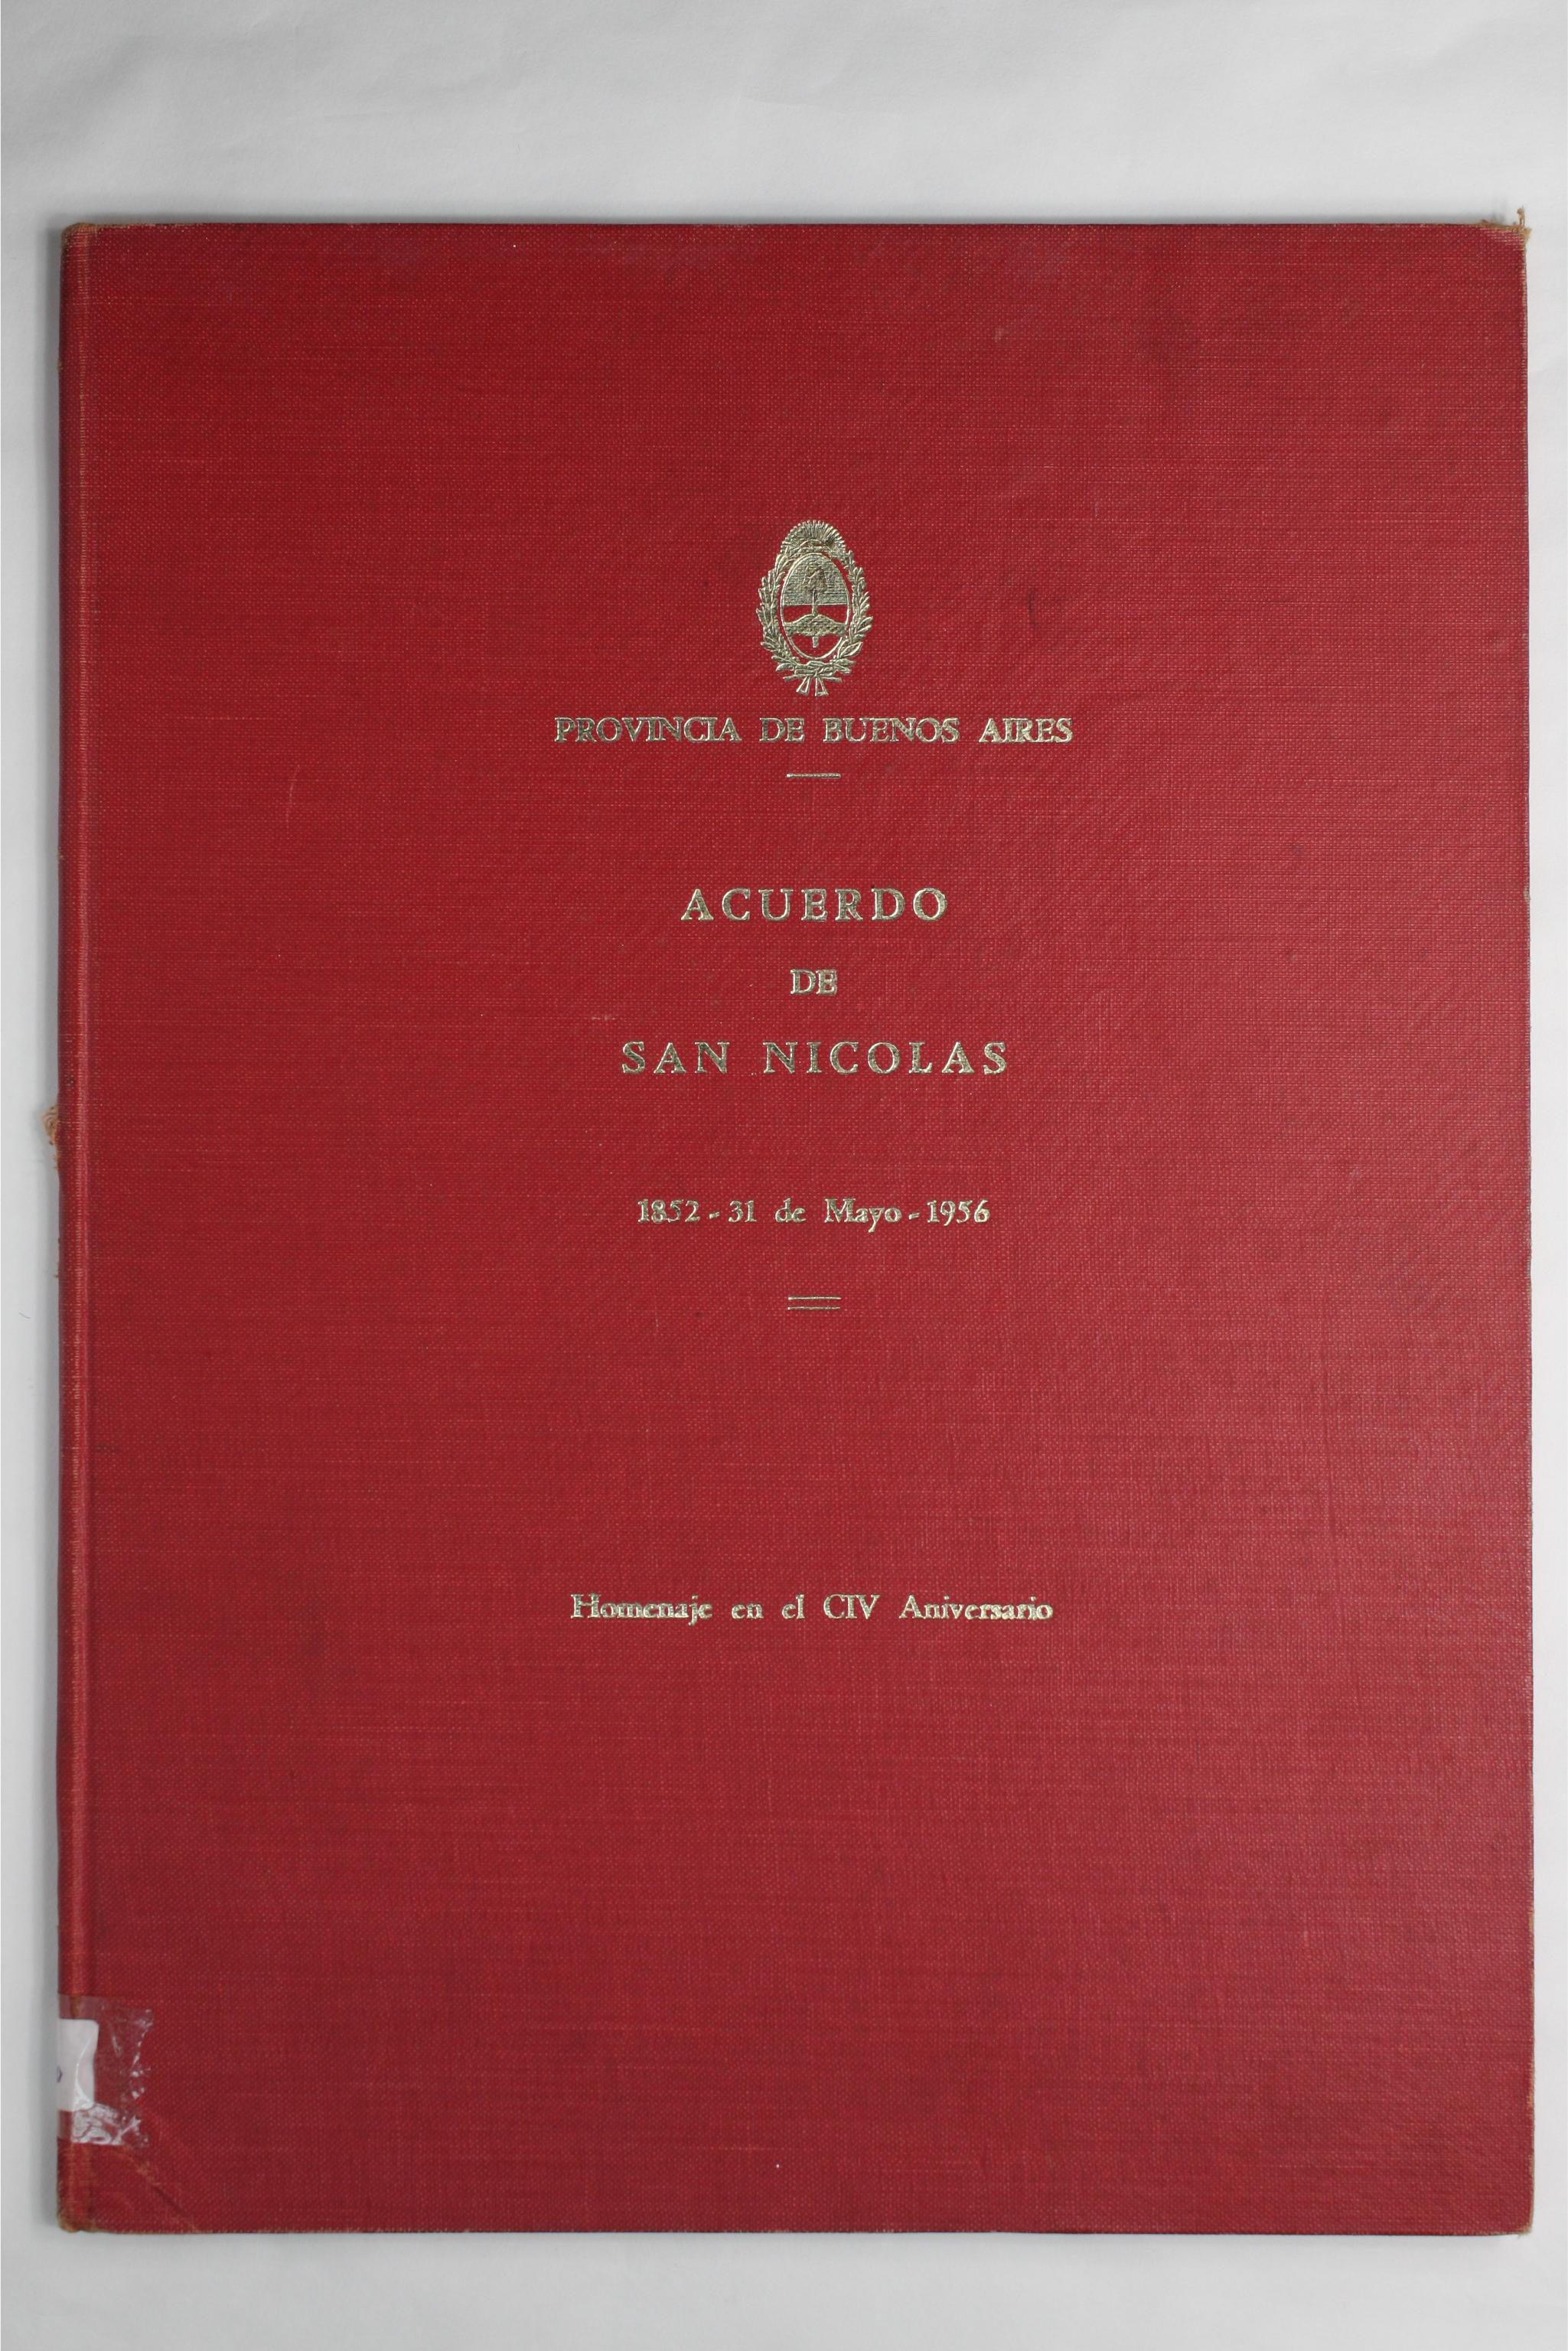 PROVINCIA DE BUENOS AIRES
ACUERDO
DE
SAN NICOLAS
1852 - 31 de Mayo - 1956
Homenaje en el CIV Aniversario